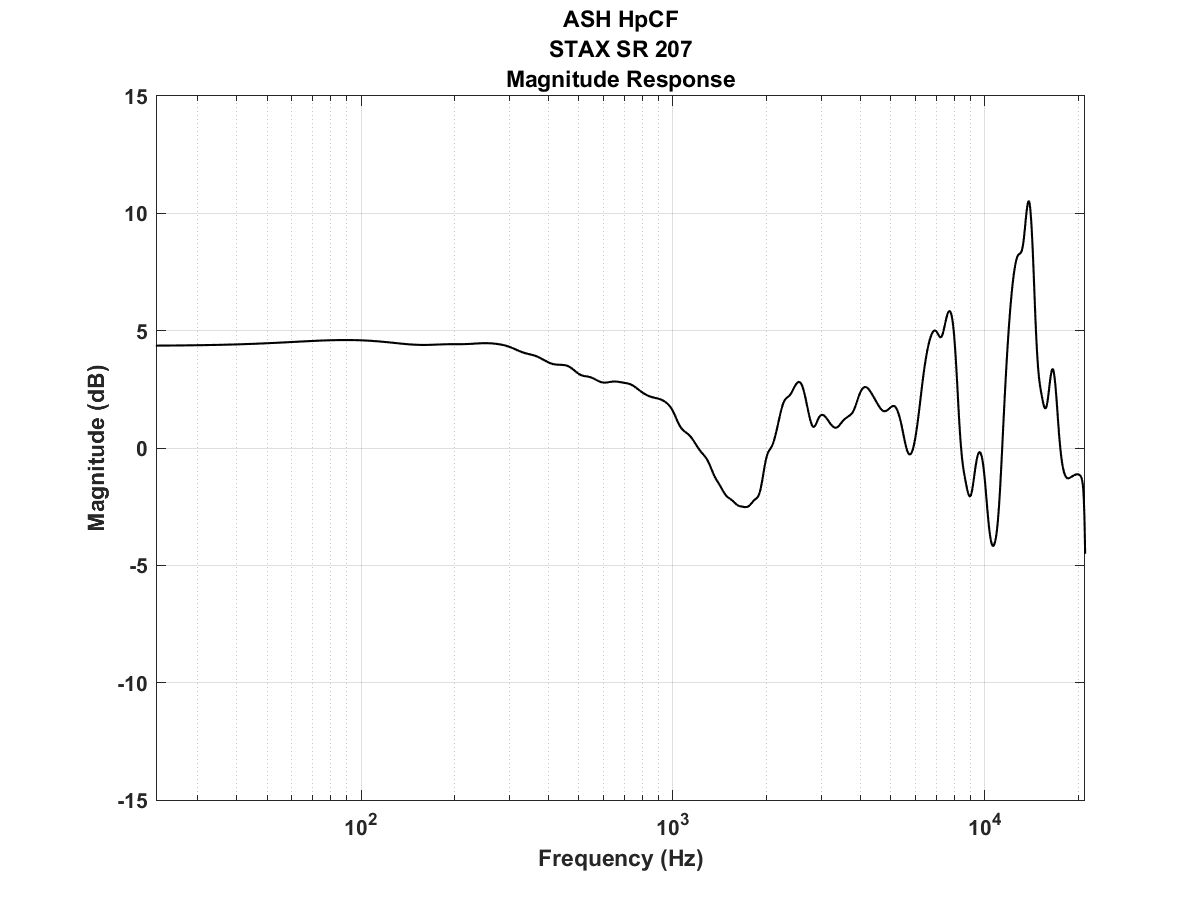 ASH HpCF
STAX SR 207
Magnitude Response
15
10
5
0
-5
-10
-15
Magnitude (dB)
10² 10³ 10⁴
Frequency (Hz)